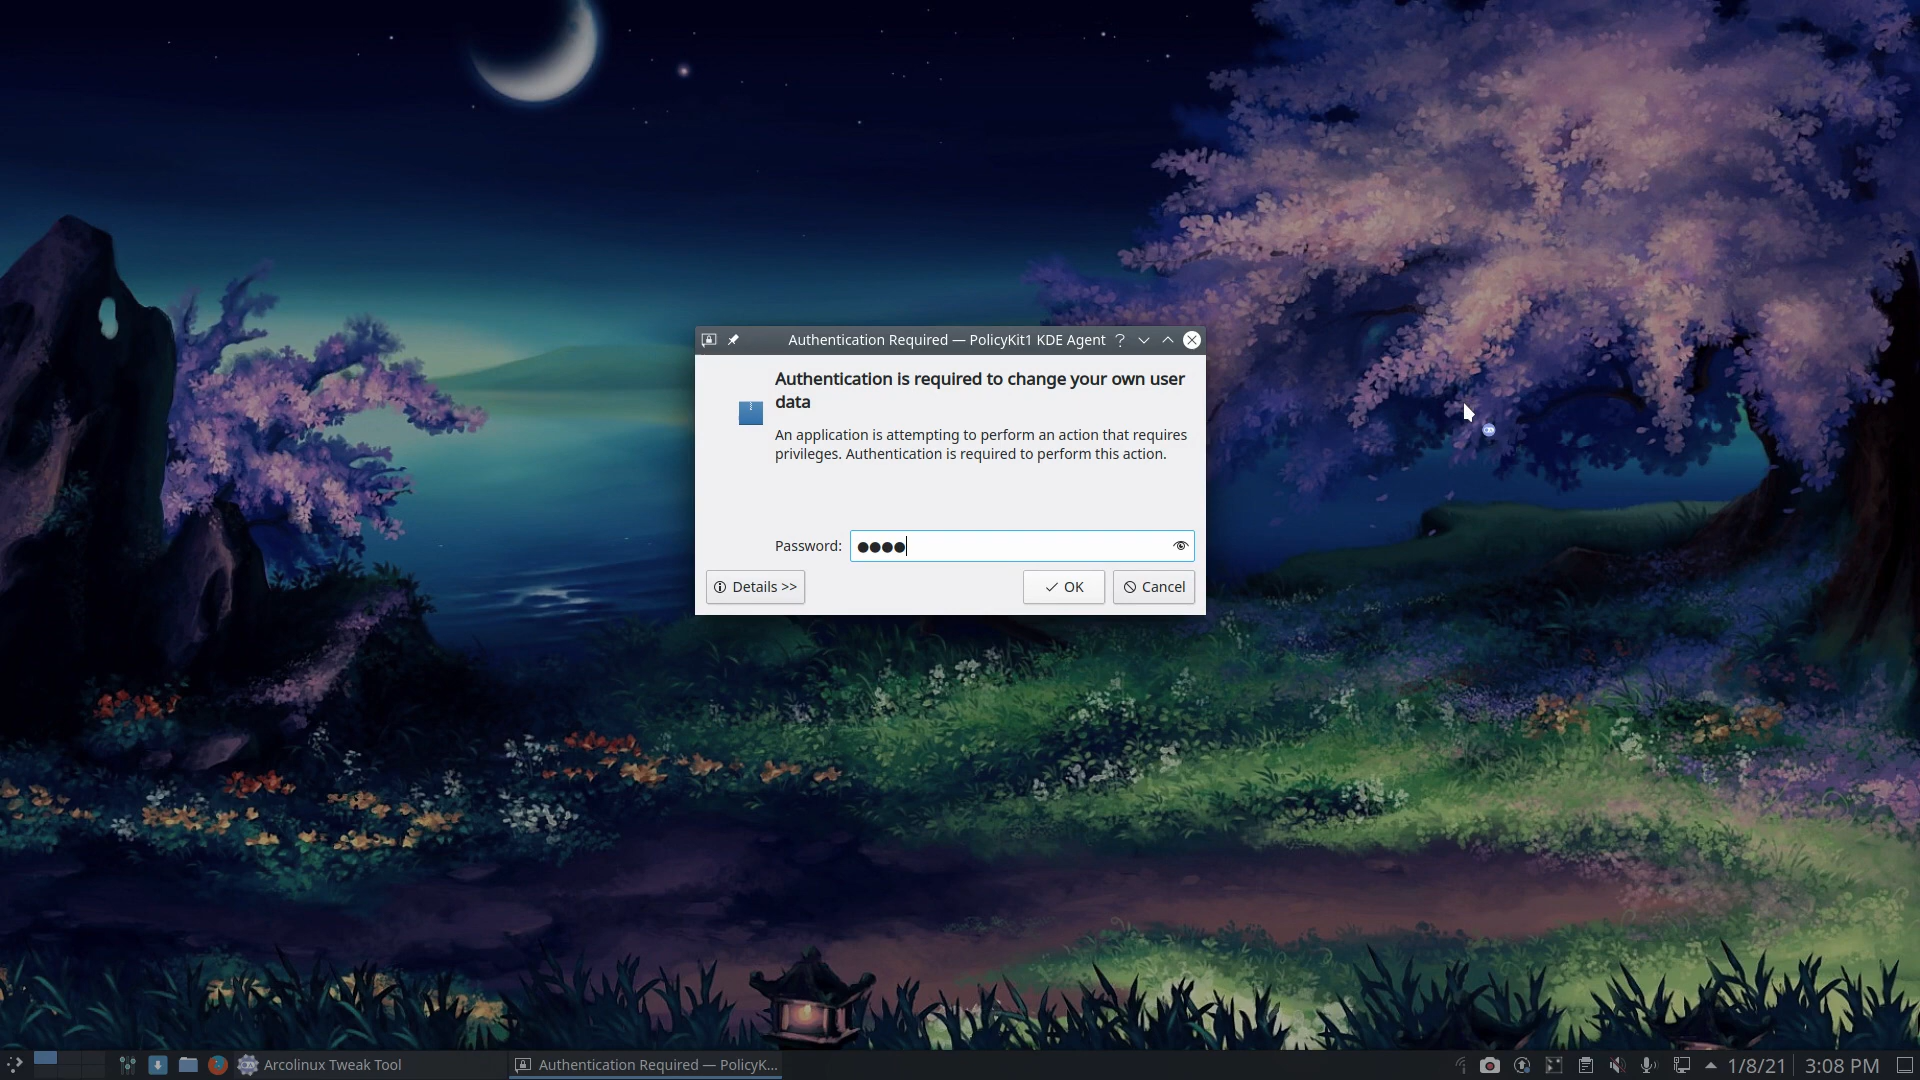 Authentication Required — PolicyKit1 KDE Agent
Authentication is required to change your own user
data
An application is attempting to perform an action that requires
privileges. Authentication is required to perform this action.
Password: ●●●●
Details >> OK Cancel
Arcolinux Tweak Tool Authentication Required — PolicyK... 1/8/21 3:08 PM